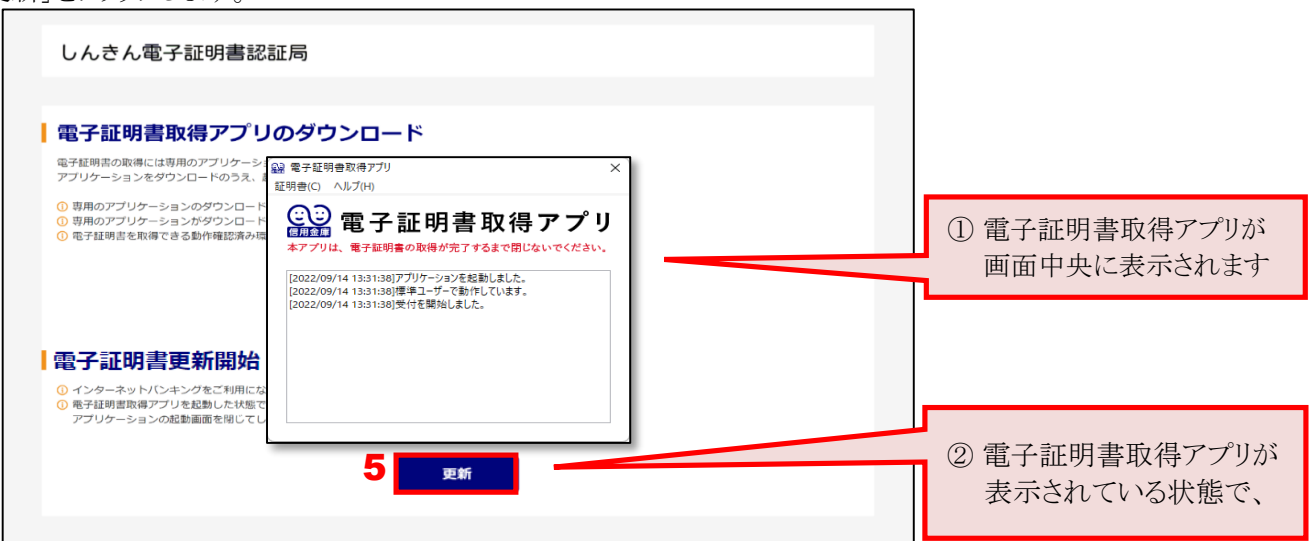 しんきん電子証明書認証局
電子証明書取得アプリのダウンロード
電子証明書の取得には専用のアプリケーシ
アプリケーションをダウンロードのうえ、
① 専用のアプリケーションのダウンロード
① 専用のアプリケーションがダウンロード
① 電子証明書を取得できる動作確認済み環
電子証明書取得アプリ
証明書(C) ヘルプ(H)
信用金庫
電子証明書取得アプリ
本アプリは、電子証明書の取得が完了するまで閉じないでください。
[2022/09/14 13:31:38]アプリケーションを起動しました。
[2022/09/14 13:31:38]標準ユーザーで動作しています。
[2022/09/14 13:31:38]受付を開始しました。
① 電子証明書取得アプリが
画面中央に表示されます
電子証明書更新開始
① インターネットバンキングをご利用にな
① 電子証明書取得アプリを起動した状態で
アプリケーションの起動画面を閉じてし
5
更新
② 電子証明書取得アプリが
表示されている状態で、